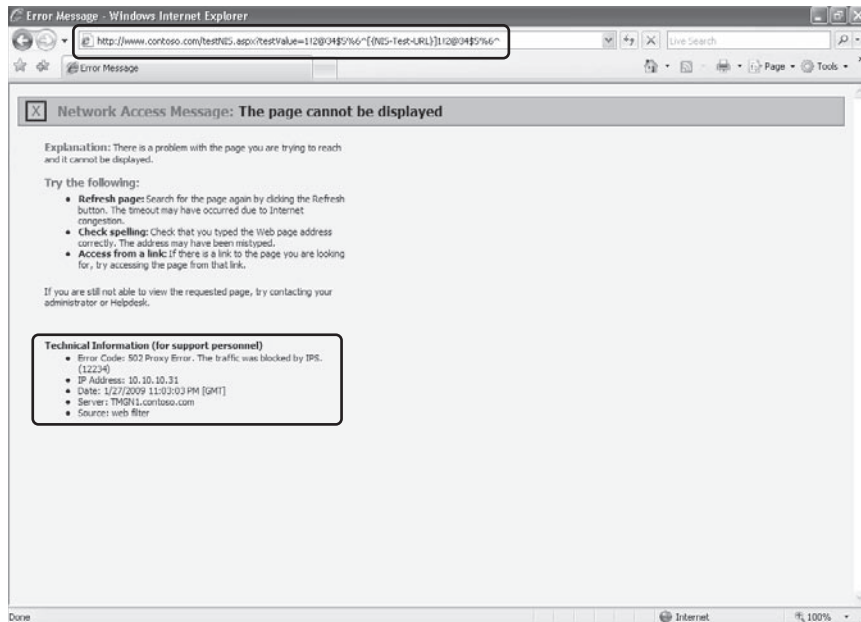 Error Message - Windows Internet Explorer
http://www.contoso.com/testNIS.aspx?testValue=1!2@034$5%6^[{NIS-Test-URL}]1!2@034$5%6^
Live Search
Error Message
Page
Tools
X Network Access Message: The page cannot be displayed
Explanation: There is a problem with the page you are trying to reach
and it cannot be displayed.
Try the following:
• Refresh page: Search for the page again by clicking the Refresh
button. The timeout may have occurred due to Internet
congestion.
• Check spelling: Check that you typed the Web page address
correctly. The address may have been mistyped.
• Access from a link: If there is a link to the page you are looking
for, try accessing the page from that link.
If you are still not able to view the requested page, try contacting your
administrator or Helpdesk.
Technical Information (for support personnel)
• Error Code: 502 Proxy Error. The traffic was blocked by IPS.
(12234)
• IP Address: 10.10.10.31
• Date: 1/27/2009 11:03:03 PM [GMT]
• Server: TMGN1.contoso.com
• Source: web filter
Done
Internet
100%